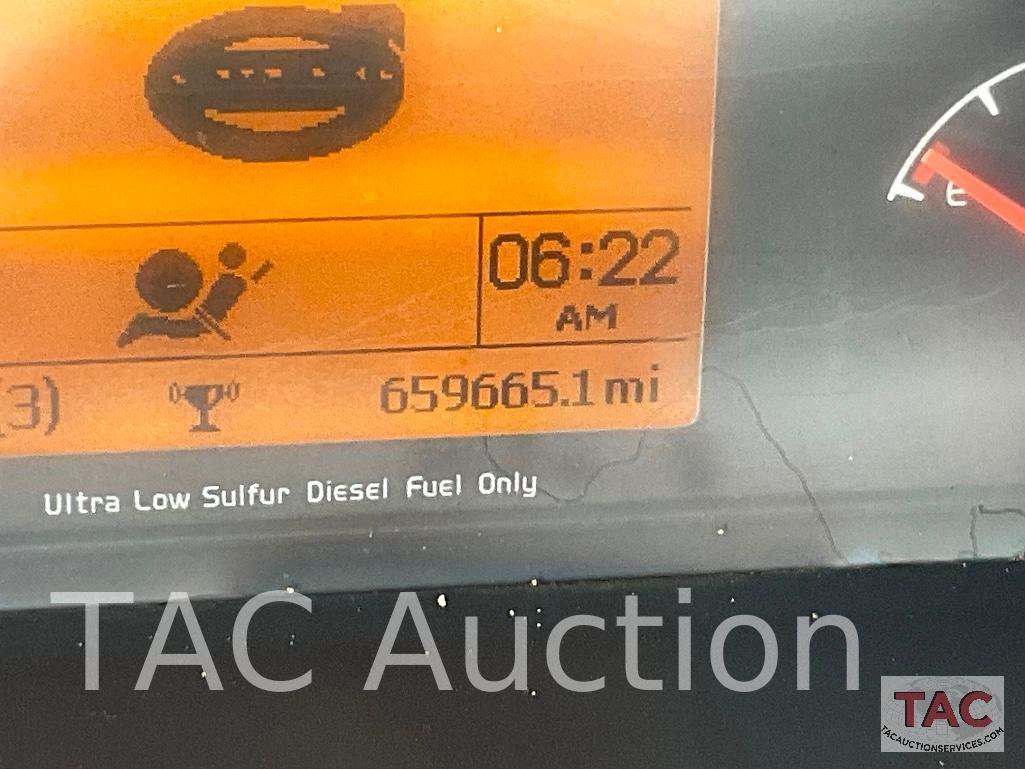 06:22
AM
E
(3)
659665.1 mi
Ultra Low Sulfur Diesel Fuel Only
TAC Auction
TAC
TACAUCTIONSERVICES.COM